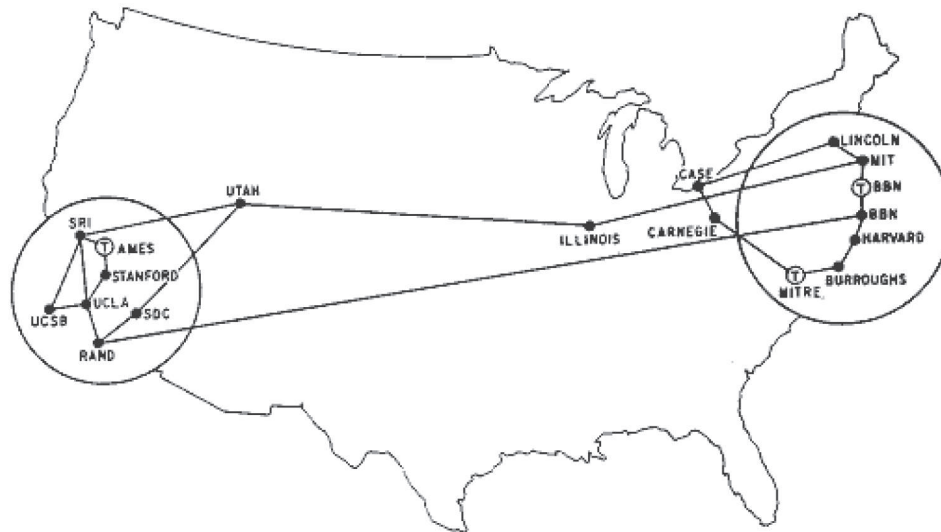 LINCOLN
MIT
CASE
T BBN
UTAH
BBN
SRI
ILLINOIS
CARNEGIE
HARVARD
T AMES
STANFORD
T
BURROUGHS
MITRE
UCLA
SDC
UCSB
RAND